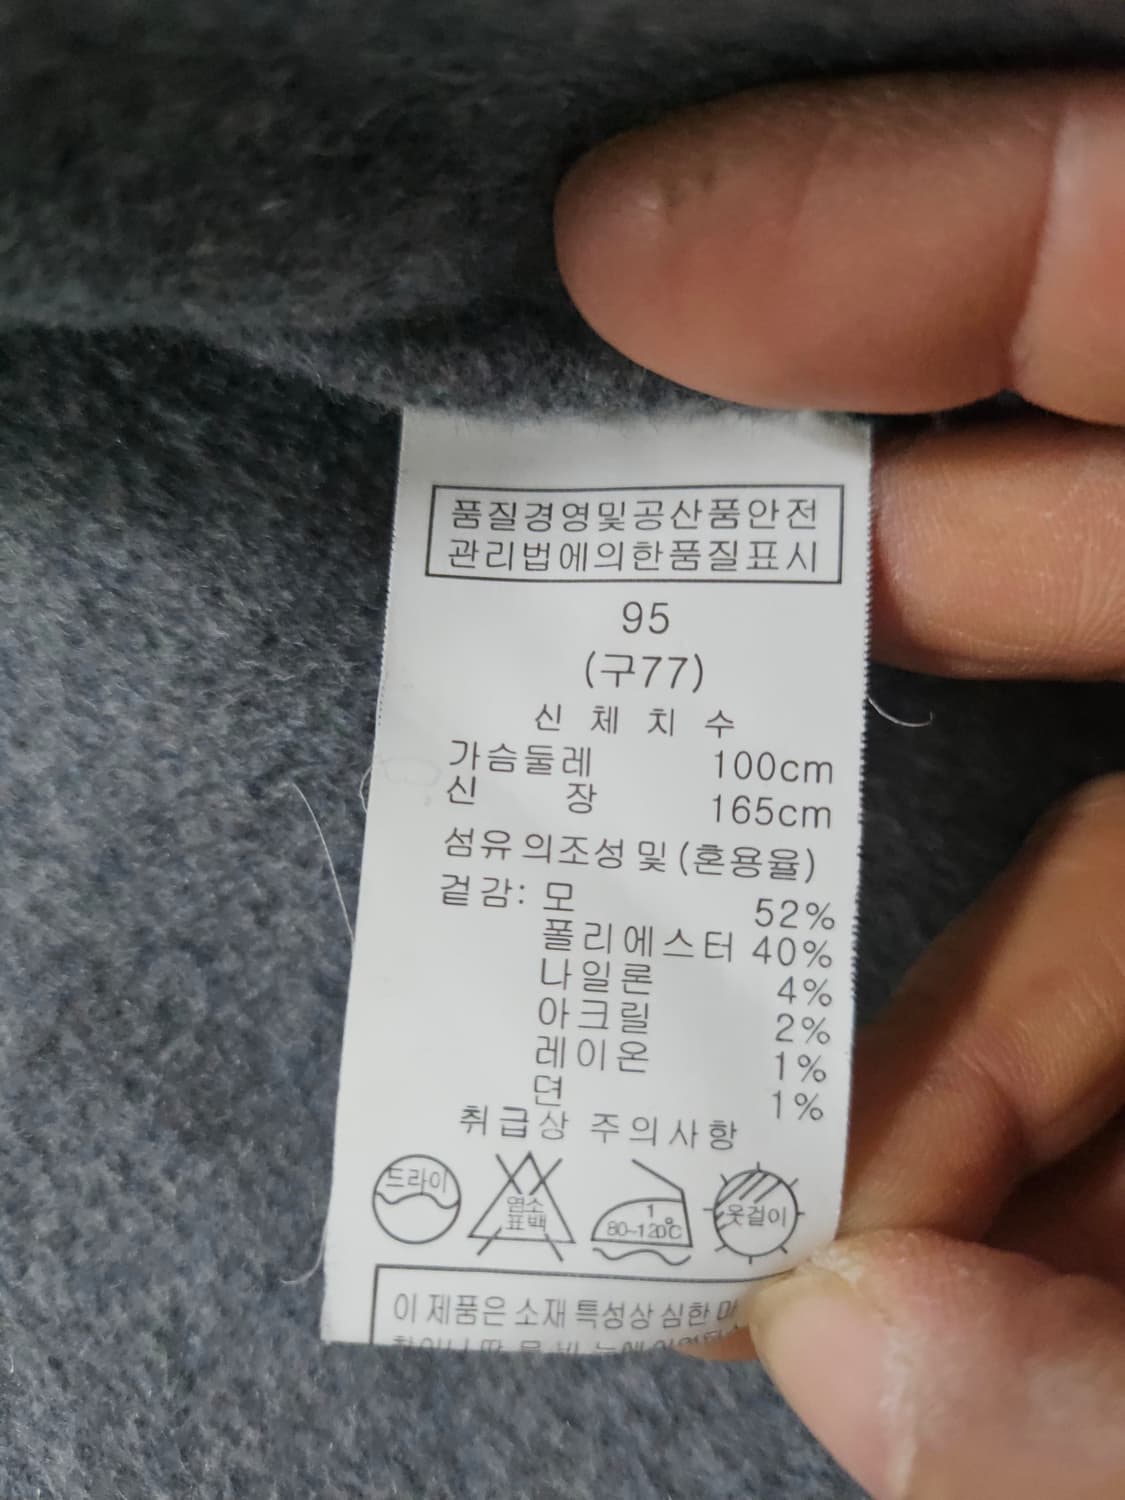 품질경영및공산품안전
관리법에의한품질표시
95
(구77)
신 체 치 수
가슴둘레 100cm
신 장 165cm
섬유의조성 및 (혼용율)
겉감: 모 52%
폴리에스터 40%
나일론 4%
아크릴 2%
레이온 1%
면 1%
취급상 주의사항
드라이
염소
표백
1
80~120℃
옷걸이
이 제품은 소재 특성상 심한 마